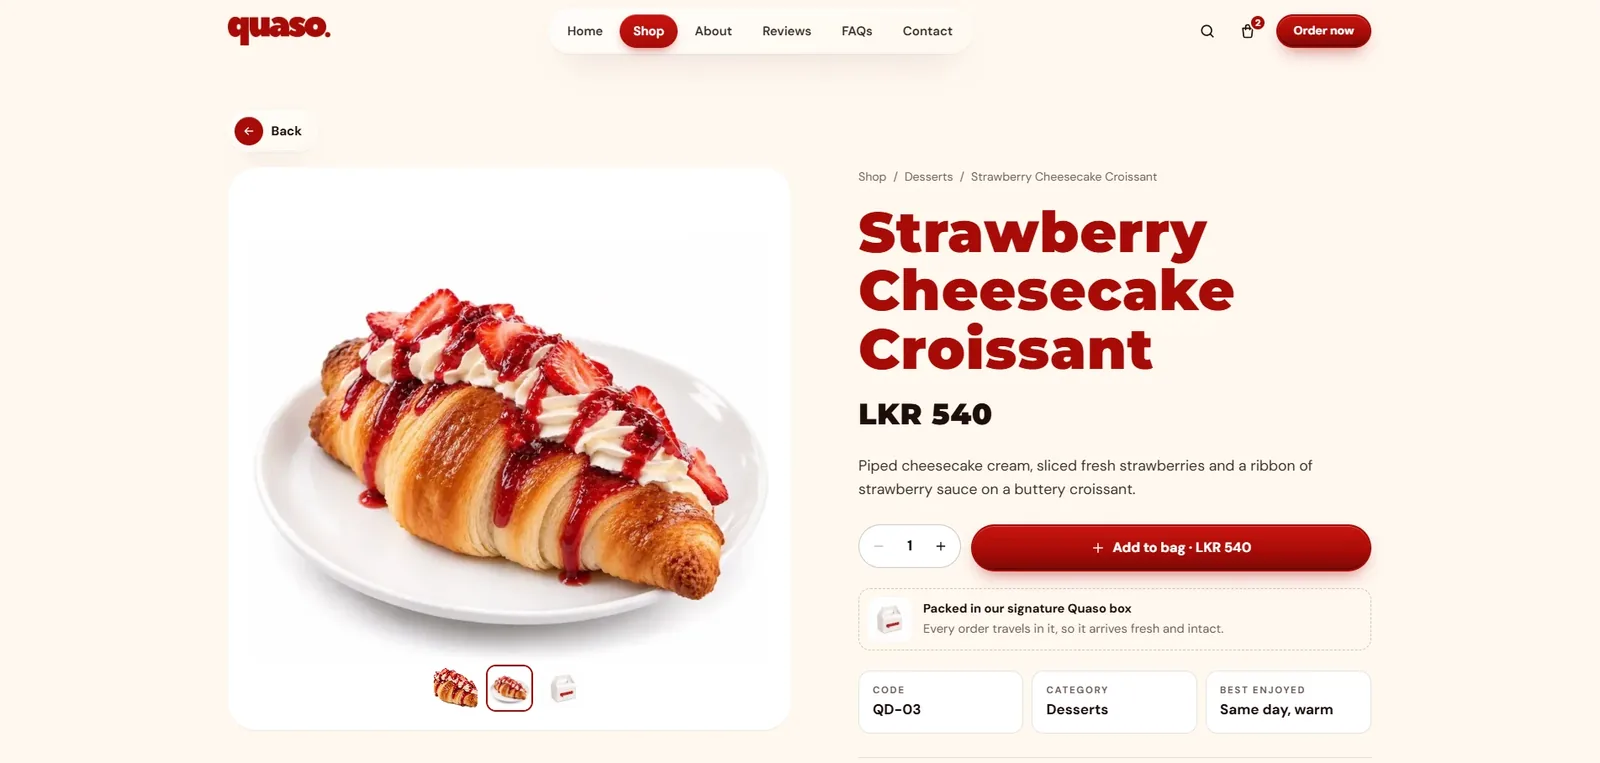 quaso.
Home
Shop
About
Reviews
FAQs
Contact
2
Order now
Back
Shop / Desserts / Strawberry Cheesecake Croissant
Strawberry
Cheesecake
Croissant
LKR 540
Piped cheesecake cream, sliced fresh strawberries and a ribbon of
strawberry sauce on a buttery croissant.
− 1 +
+ Add to bag · LKR 540
Packed in our signature Quaso box
Every order travels in it, so it arrives fresh and intact.
CODE
QD-03
CATEGORY
Desserts
BEST ENJOYED
Same day, warm